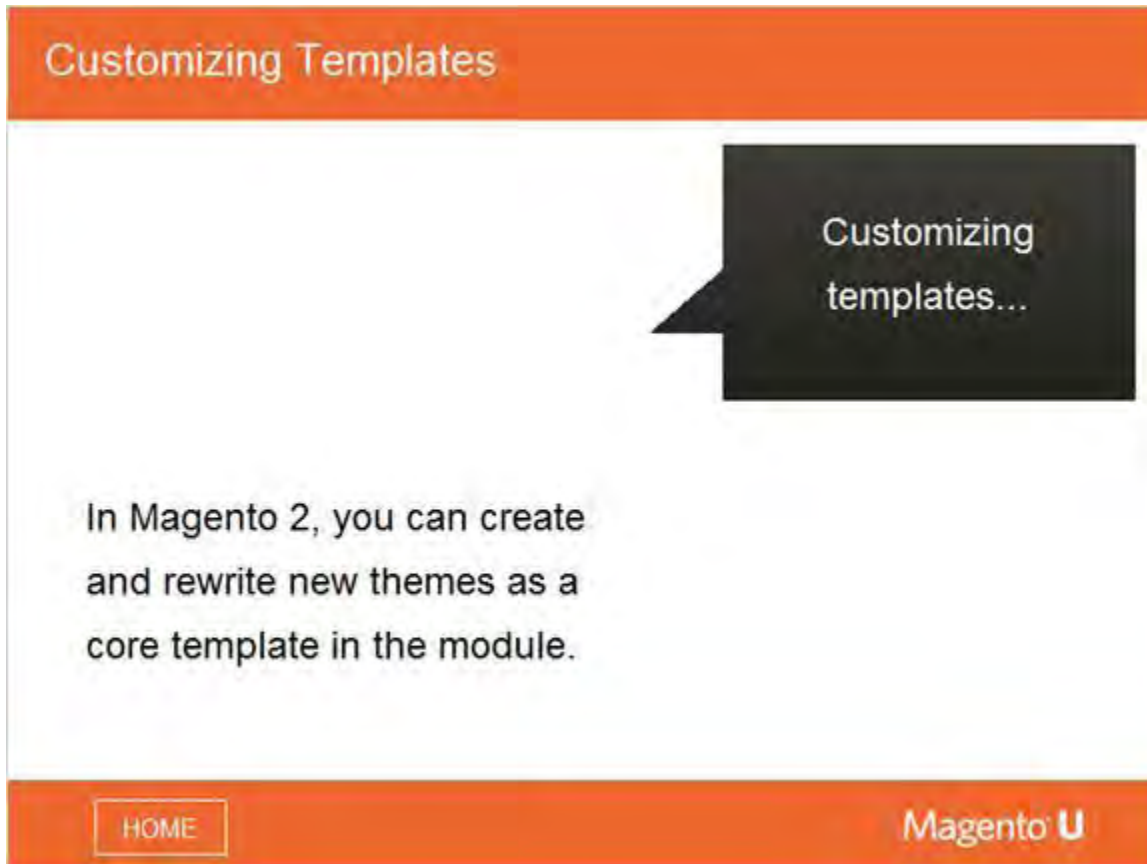 Customizing Templates
Customizing
templates...
In Magento 2, you can create
and rewrite new themes as a
core template in the module.
HOME
Magento U